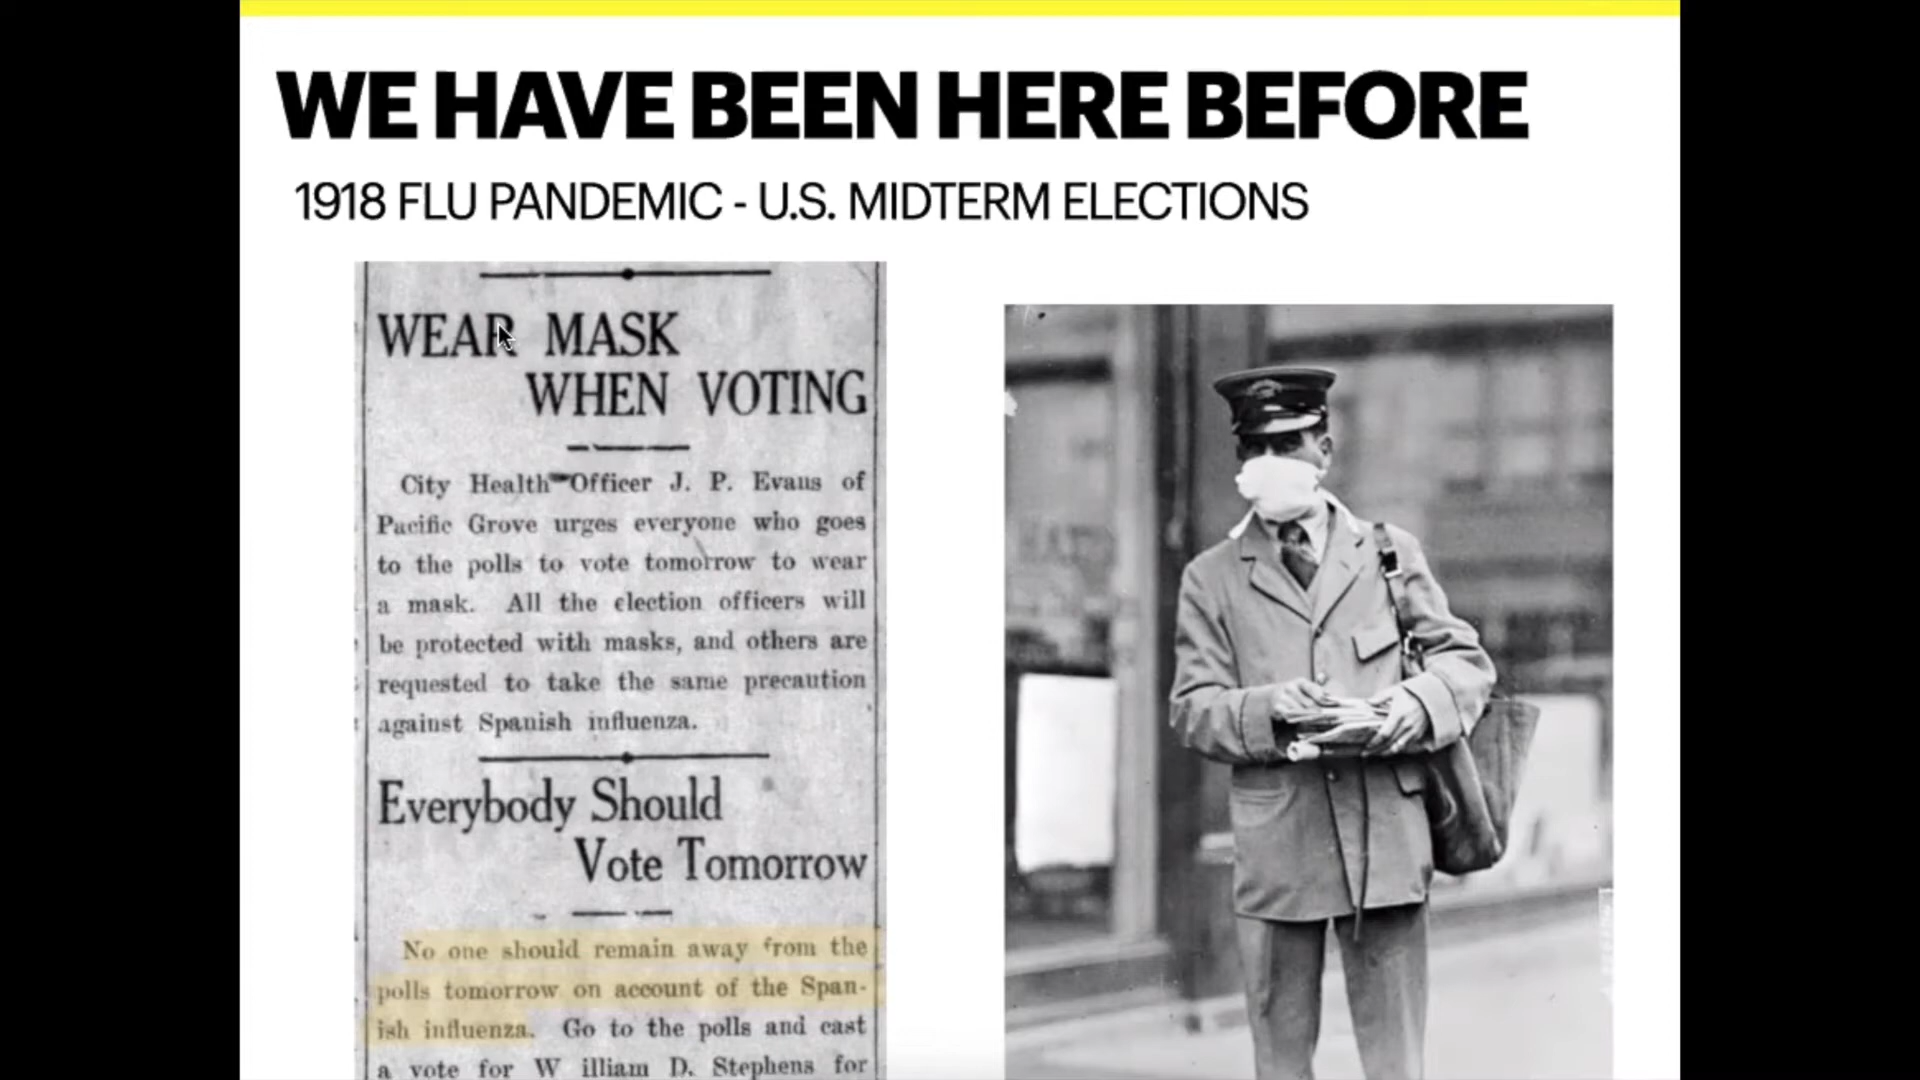 WE HAVE BEEN HERE BEFORE
1918 FLU PANDEMIC - U.S. MIDTERM ELECTIONS
WEAR MASK
WHEN VOTING
City Health Officer J. P. Evans of
Pacific Grove urges everyone who goes
to the polls to vote tomorrow to wear
a mask. All the election officers will
be protected with masks, and others are
requested to take the same precaution
against Spanish influenza.
Everybody Should
Vote Tomorrow
No one should remain away from the
polls tomorrow on account of the Span-
ish influenza. Go to the polls and cast
a vote for W illiam D. Stephens for